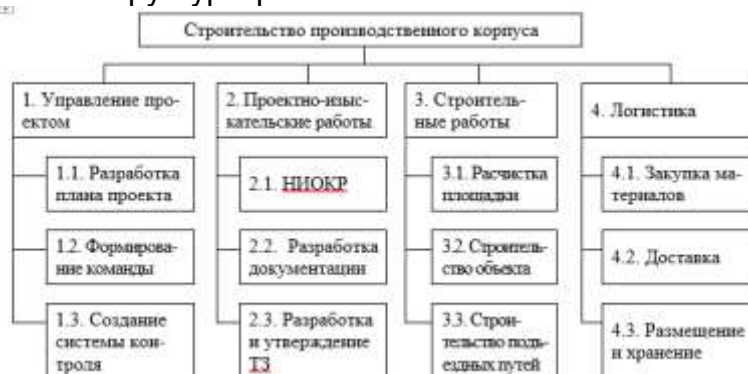 Строительство производственного корпуса
1. Управление про-
ектом
1.1. Разработка
плана проекта
1.2. Формирова-
ние команды
1.3. Создание
системы кон-
троля
2. Проектно-изыс-
кательские работы
2.1. НИОКР
2.2. Разработка
документации
2.3. Разработка
и утверждение
ТЗ
3. Строитель-
ные работы
3.1. Расчистка
площадки
3.2. Строитель-
ство объекта
3.3. Строи-
тельство подъ-
ездных путей
4. Логистика
4.1. Закупка ма-
териалов
4.2. Доставка
4.3. Размещение
и хранение